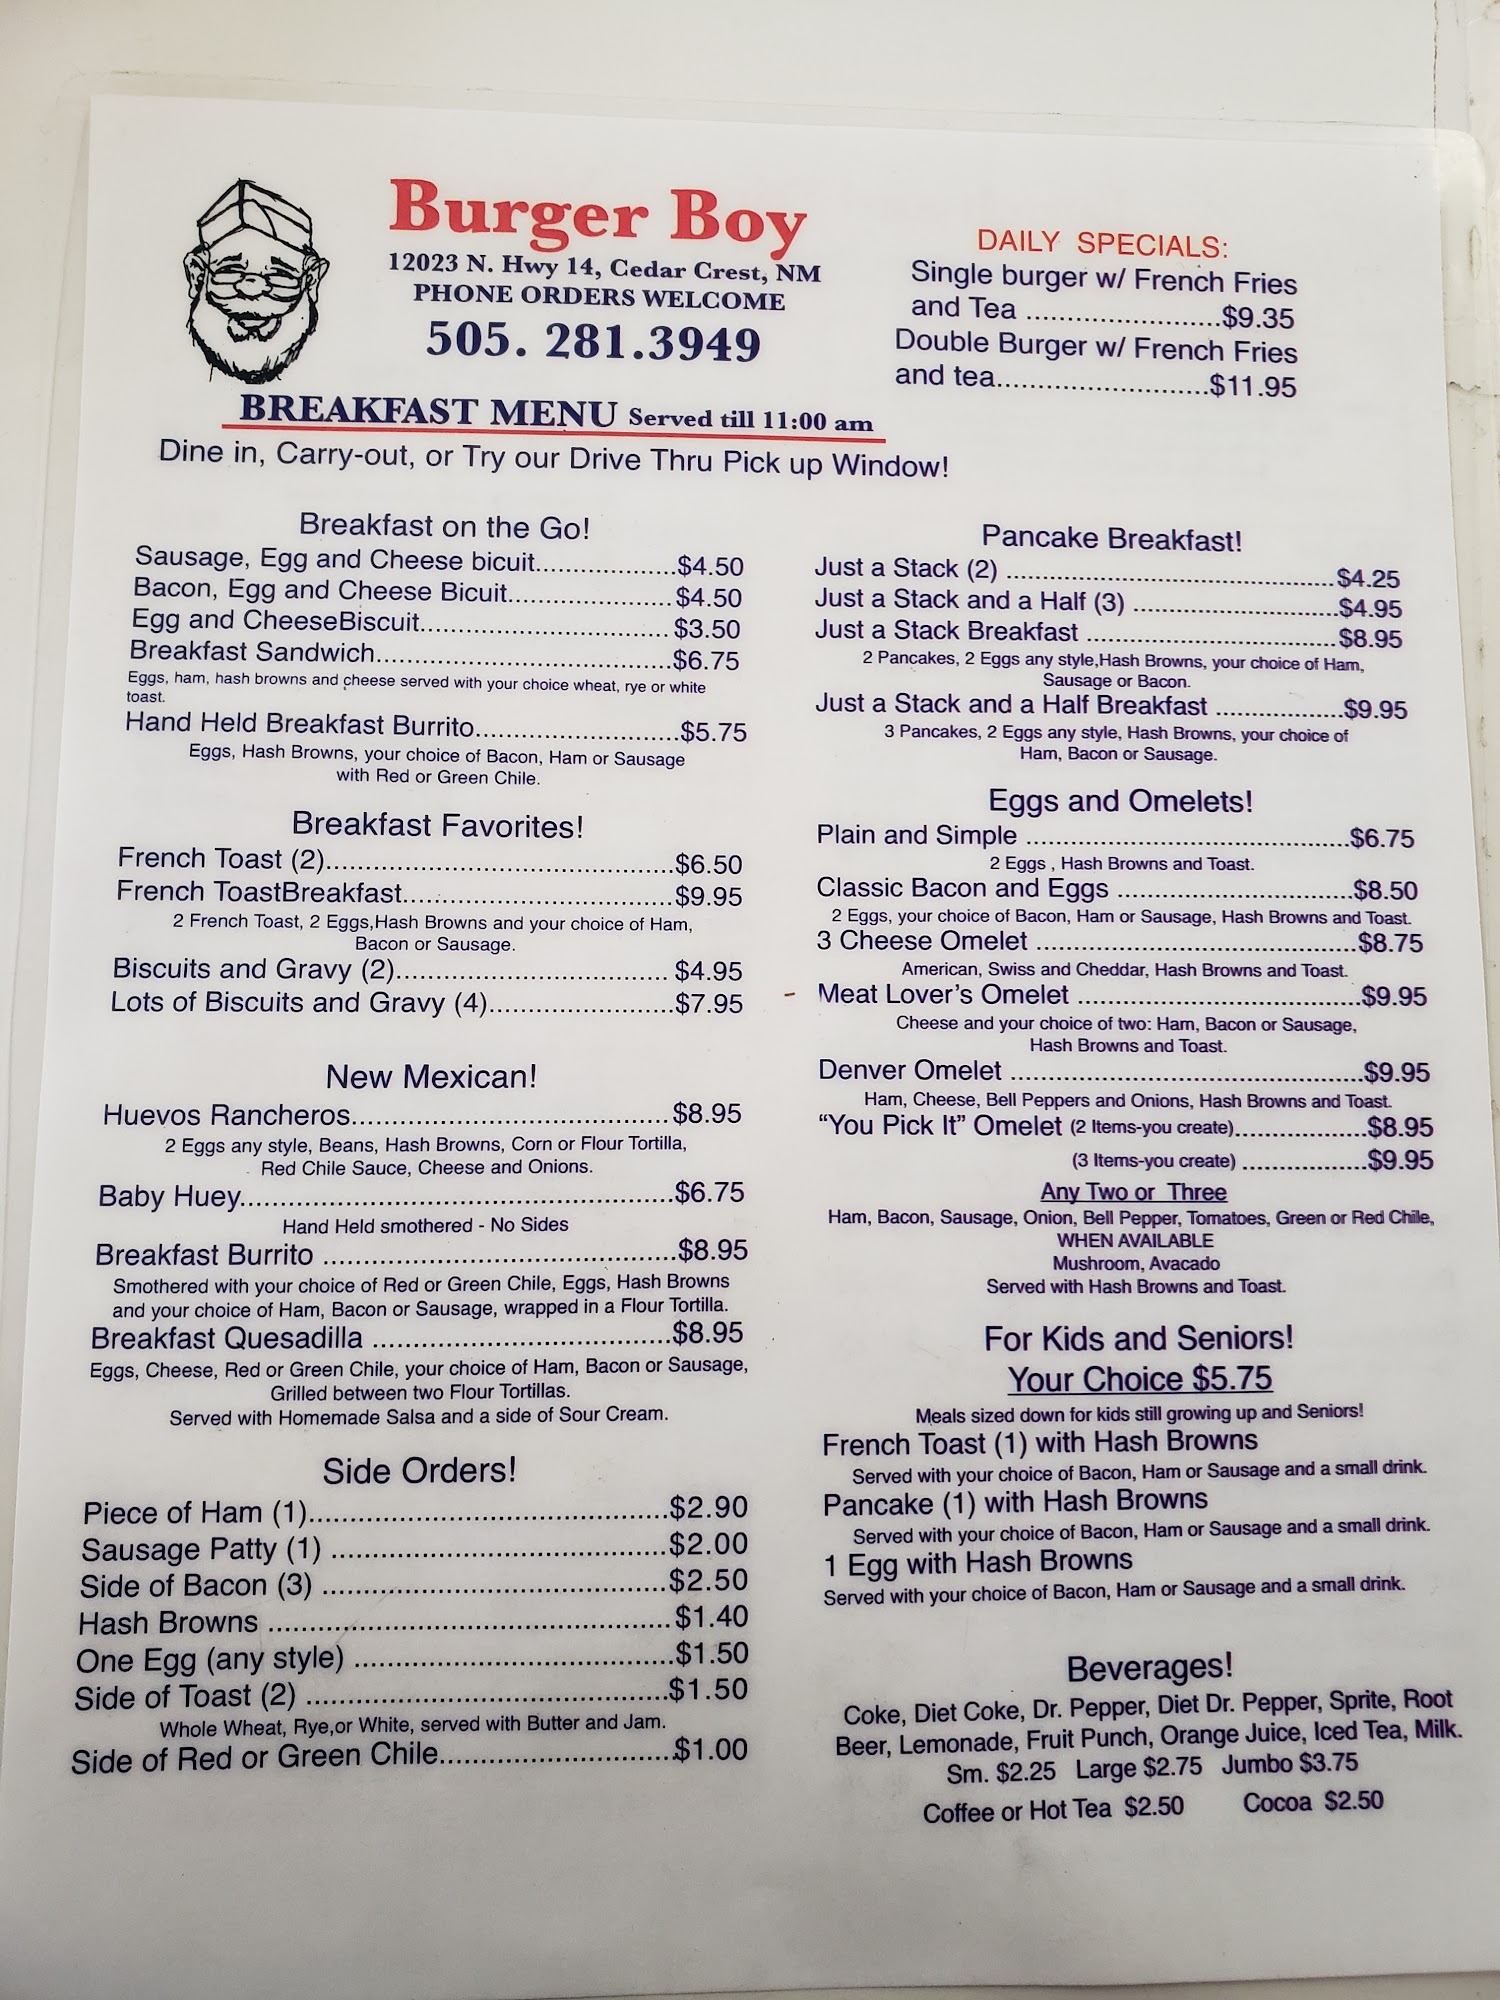 Burger Boy
12023 N. Hwy 14, Cedar Crest, NM
PHONE ORDERS WELCOME
505. 281.3949
DAILY SPECIALS:
Single burger w/ French Fries
and Tea ........................$9.35
Double Burger w/ French Fries
and tea..........................$11.95
BREAKFAST MENU Served till 11:00 am
Dine in, Carry-out, or Try our Drive Thru Pick up Window!
Breakfast on the Go!
Sausage, Egg and Cheese bicuit..................$4.50
Bacon, Egg and Cheese Bicuit.....................$4.50
Egg and CheeseBiscuit................................ $3.50
Breakfast Sandwich......................................$6.75
Eggs, ham, hash browns and cheese served with your choice wheat, rye or white
toast.
Hand Held Breakfast Burrito..........................$5.75
Eggs, Hash Browns, your choice of Bacon, Ham or Sausage
with Red or Green Chile.
Breakfast Favorites!
French Toast (2)............................................$6.50
French ToastBreakfast...................................$9.95
2 French Toast, 2 Eggs,Hash Browns and your choice of Ham,
Bacon or Sausage.
Biscuits and Gravy (2)................................... $4.95
Lots of Biscuits and Gravy (4)........................$7.95
New Mexican!
Huevos Rancheros........................................ $8.95
2 Eggs any style, Beans, Hash Browns, Corn or Flour Tortilla,
Red Chile Sauce, Cheese and Onions.
Baby Huey......................................................$6.75
Hand Held smothered - No Sides
Breakfast Burrito ............................................$8.95
Smothered with your choice of Red or Green Chile, Eggs, Hash Browns
and your choice of Ham, Bacon or Sausage, wrapped in a Flour Tortilla.
Breakfast Quesadilla ......................................$8.95
Eggs, Cheese, Red or Green Chile, your choice of Ham, Bacon or Sausage,
Grilled between two Flour Tortillas.
Served with Homemade Salsa and a side of Sour Cream.
Side Orders!
Piece of Ham (1).............................................$2.90
Sausage Patty (1) ..........................................$2.00
Side of Bacon (3) ...........................................$2.50
Hash Browns ..................................................$1.40
One Egg (any style) ........................................$1.50
Side of Toast (2) .............................................$1.50
Whole Wheat, Rye,or White, served with Butter and Jam.
Side of Red or Green Chile.............................$1.00
Pancake Breakfast!
Just a Stack (2) ..........................................$4.25
Just a Stack and a Half (3) ..........................$4.95
Just a Stack Breakfast ................................$8.95
2 Pancakes, 2 Eggs any style,Hash Browns, your choice of Ham,
Sausage or Bacon.
Just a Stack and a Half Breakfast ................$9.95
3 Pancakes, 2 Eggs any style, Hash Browns, your choice of
Ham, Bacon or Sausage.
Eggs and Omelets!
Plain and Simple .........................................$6.75
2 Eggs , Hash Browns and Toast.
Classic Bacon and Eggs ..............................$8.50
2 Eggs, your choice of Bacon, Ham or Sausage, Hash Browns and Toast.
3 Cheese Omelet ........................................$8.75
American, Swiss and Cheddar, Hash Browns and Toast.
Meat Lover's Omelet ...................................$9.95
Cheese and your choice of two: Ham, Bacon or Sausage,
Hash Browns and Toast.
Denver Omelet ............................................$9.95
Ham, Cheese, Bell Peppers and Onions, Hash Browns and Toast.
"You Pick It" Omelet (2 Items-you create).................$8.95
(3 Items-you create) ................$9.95
Any Two or Three
Ham, Bacon, Sausage, Onion, Bell Pepper, Tomatoes, Green or Red Chile,
WHEN AVAILABLE
Mushroom, Avacado
Served with Hash Browns and Toast.
For Kids and Seniors!
Your Choice $5.75
Meals sized down for kids still growing up and Seniors!
French Toast (1) with Hash Browns
Served with your choice of Bacon, Ham or Sausage and a small drink.
Pancake (1) with Hash Browns
Served with your choice of Bacon, Ham or Sausage and a small drink.
1 Egg with Hash Browns
Served with your choice of Bacon, Ham or Sausage and a small drink.
Beverages!
Coke, Diet Coke, Dr. Pepper, Diet Dr. Pepper, Sprite, Root
Beer, Lemonade, Fruit Punch, Orange Juice, Iced Tea, Milk.
Sm. $2.25 Large $2.75 Jumbo $3.75
Coffee or Hot Tea $2.50 Cocoa $2.50